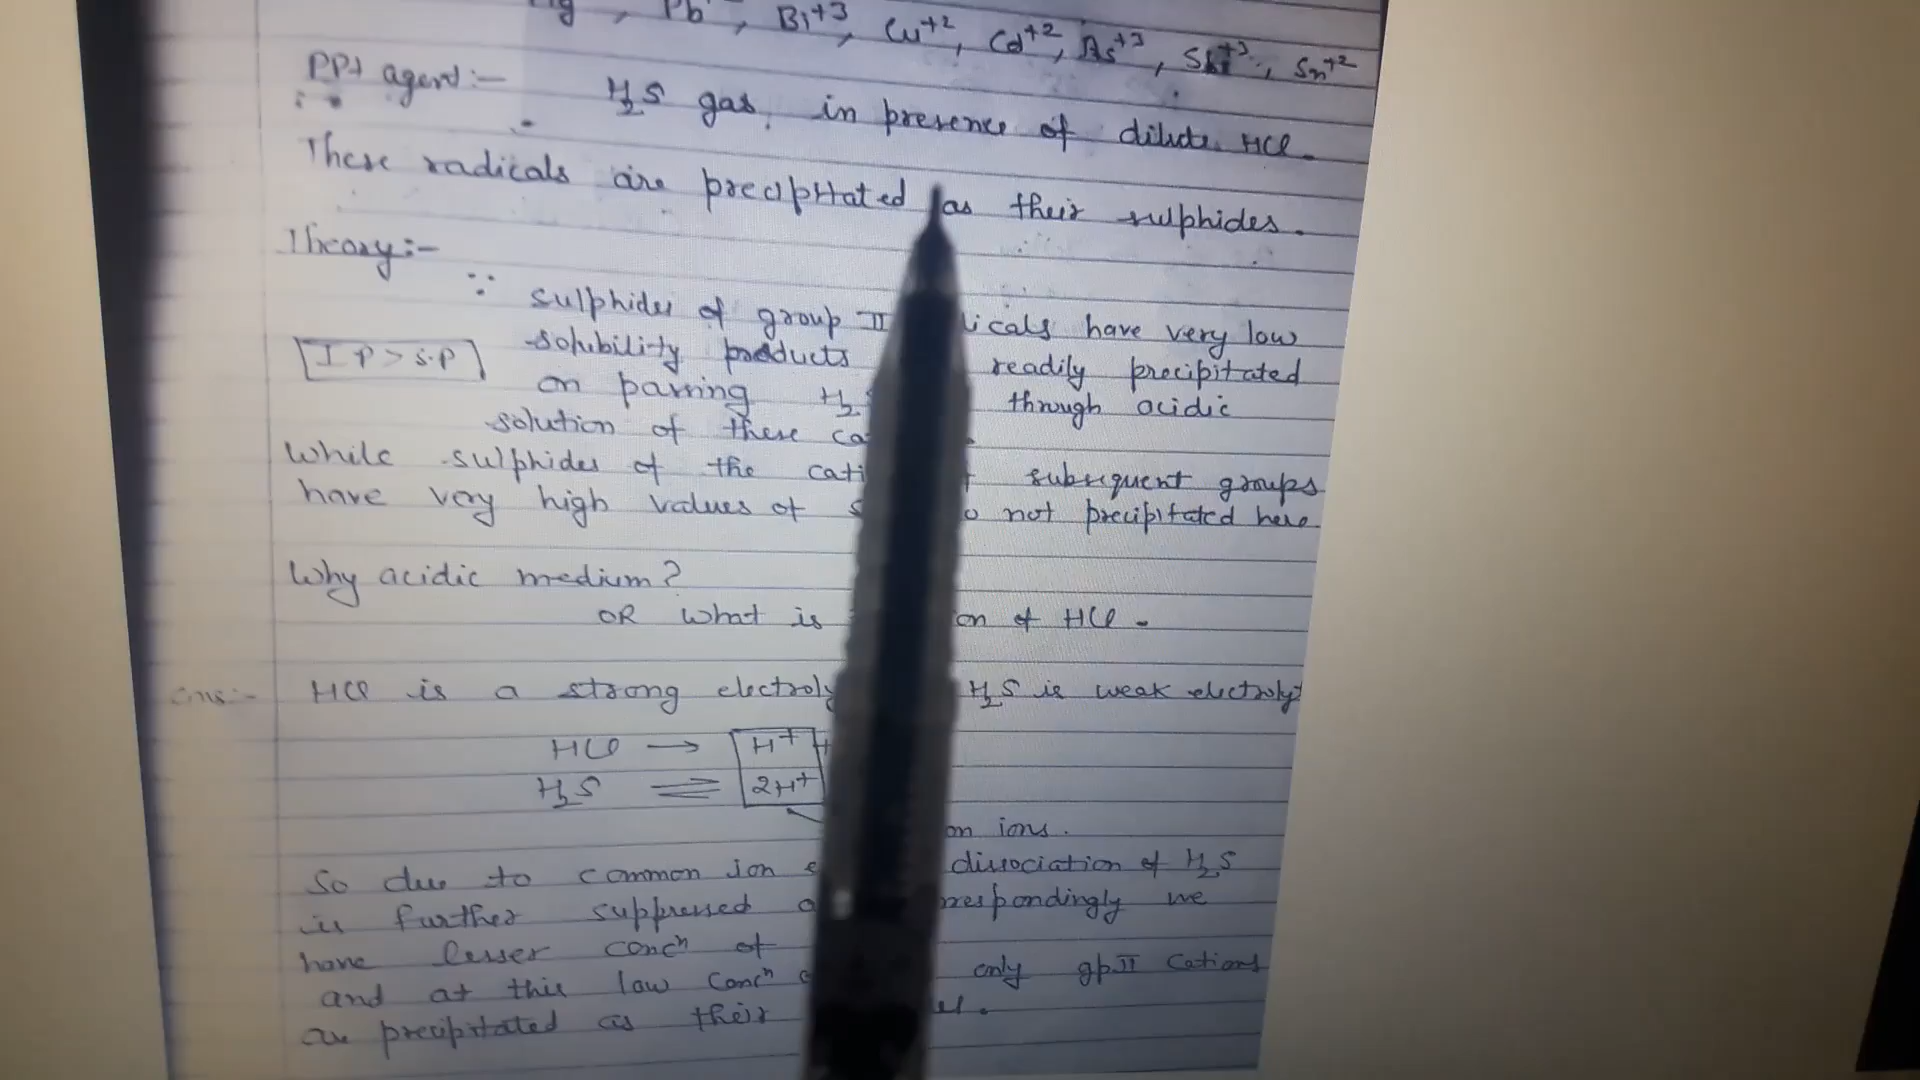 Pb , Bi+3, Cu+2, Cd+2, As+3, Sb+3, Sn+2
PPt agent:- H2S gas, in presence of dilute HCl.
These radicals are precipitated as their sulphides.
Theory:-
∵ sulphides of group II licals have very low
[I P > S.P] solubility products readily precipitated
on passing H2 through acidic
solution of these ca
While sulphides of the cati subsequent groups
have very high values of S o not precipitated here
Why acidic medium?
OR What is on of HCl -
Ans:- HCl is a strong electroly H2S is weak electrolyt
HCl → H+ +
H2S ⇌ 2H+
on ions.
So due to common ion e dissociation of H2S
is further suppressed a rrespondingly we
have lesser concn of
and at this low concn o only gp II cations
are precipitated as their es.